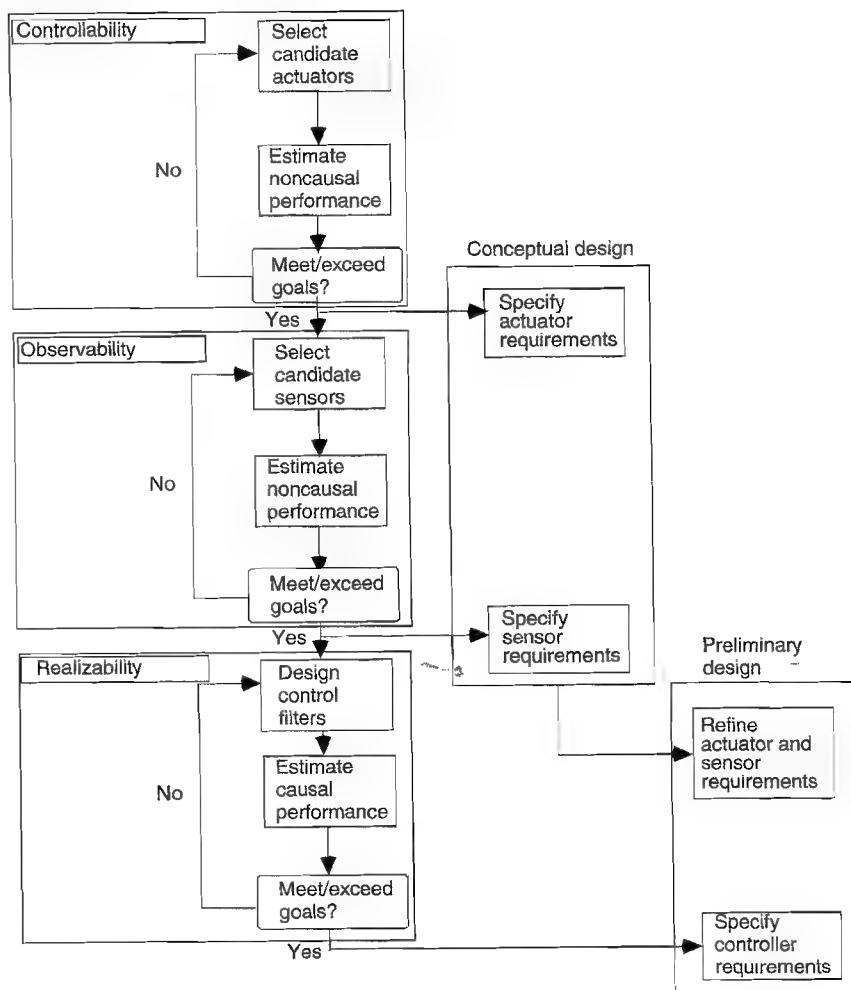 Controllability
Select
candidate
actuators
No
Estimate
noncausal
performance
Meet/exceed
goals?
Yes
Conceptual design
Specify
actuator
requirements
Observability
Select
candidate
sensors
No
Estimate
noncausal
performance
Meet/exceed
goals?
Yes
Specify
sensor
requirements
Realizability
Design
control
filters
No
Estimate
causal
performance
Meet/exceed
goals?
Yes
Preliminary
design
Refine
actuator and
sensor
requirements
Specify
controller
requirements